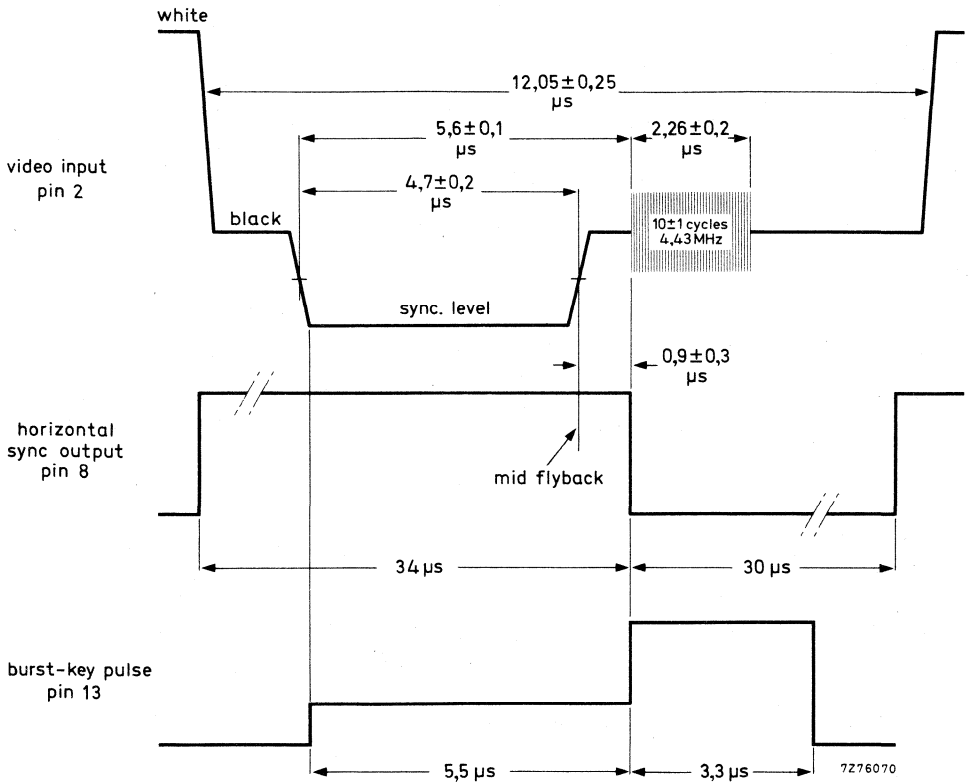 white
12,05±0,25
μs
5,6±0,1
μs
2,26±0,2
μs
video input
pin 2
4,7±0,2
μs
black
10±1 cycles
4,43MHz
sync. level
0,9±0,3
μs
horizontal
sync output
pin 8
mid flyback
34 μs
30 μs
burst-key pulse
pin 13
5,5 μs
3,3 μs
7Z76070